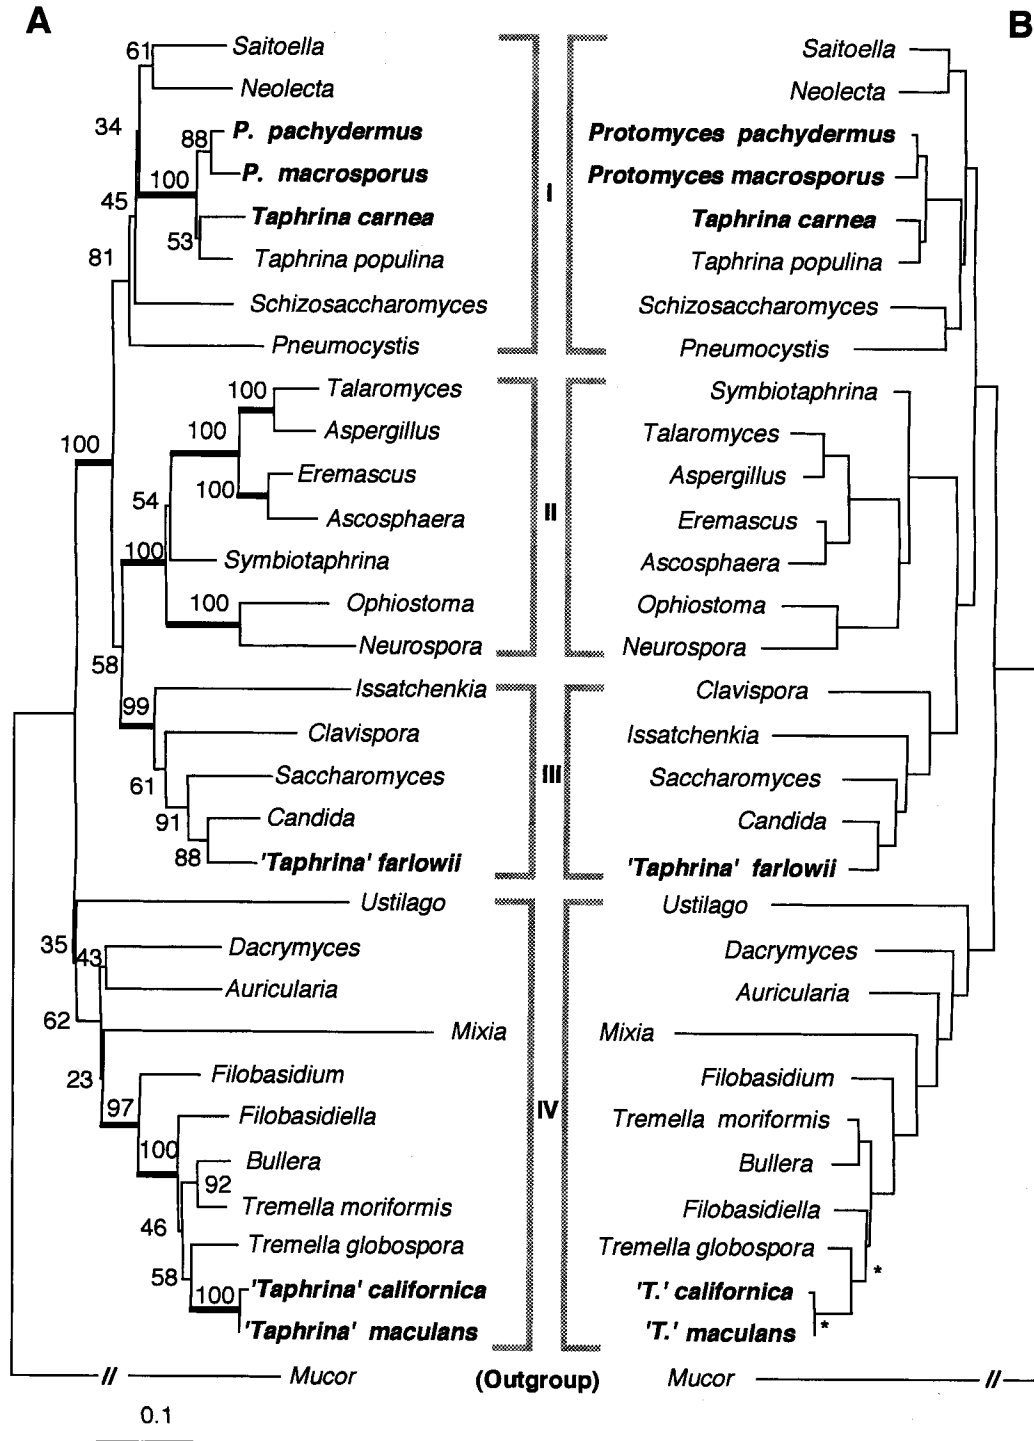 A
B
61
Saitoella
Saitoella
Neolecta
Neolecta
34
88
P. pachydermus
Protomyces pachydermus
100
P. macrosporus
Protomyces macrosporus
I
45
Taphrina carnea
Taphrina carnea
53
81
Taphrina populina
Taphrina populina
Schizosaccharomyces
Schizosaccharomyces
Pneumocystis
Pneumocystis
100
Talaromyces
Symbiotaphrina
100
100
Aspergillus
Talaromyces
Eremascus
Aspergillus
100
54
II
Ascosphaera
Eremascus
100
Symbiotaphrina
Ascosphaera
100
Ophiostoma
Ophiostoma
Neurospora
Neurospora
58
99
Issatchenkia
Clavispora
Clavispora
Issatchenkia
61
Saccharomyces
III
Saccharomyces
91
Candida
Candida
88
'Taphrina' farlowii
'Taphrina' farlowii
Ustilago
Ustilago
35
43
Dacrymyces
Dacrymyces
Auricularia
Auricularia
62
Mixia
Mixia
23
Filobasidium
Filobasidium
97
IV
Filobasidiella
Tremella moriformis
100
Bullera
Bullera
92
Tremella moriformis
Filobasidiella
46
Tremella globospora
Tremella globospora
58
*
100
'Taphrina' californica
'T.' californica
'Taphrina' maculans
'T.' maculans
*
//
Mucor
(Outgroup)
Mucor
//
0.1